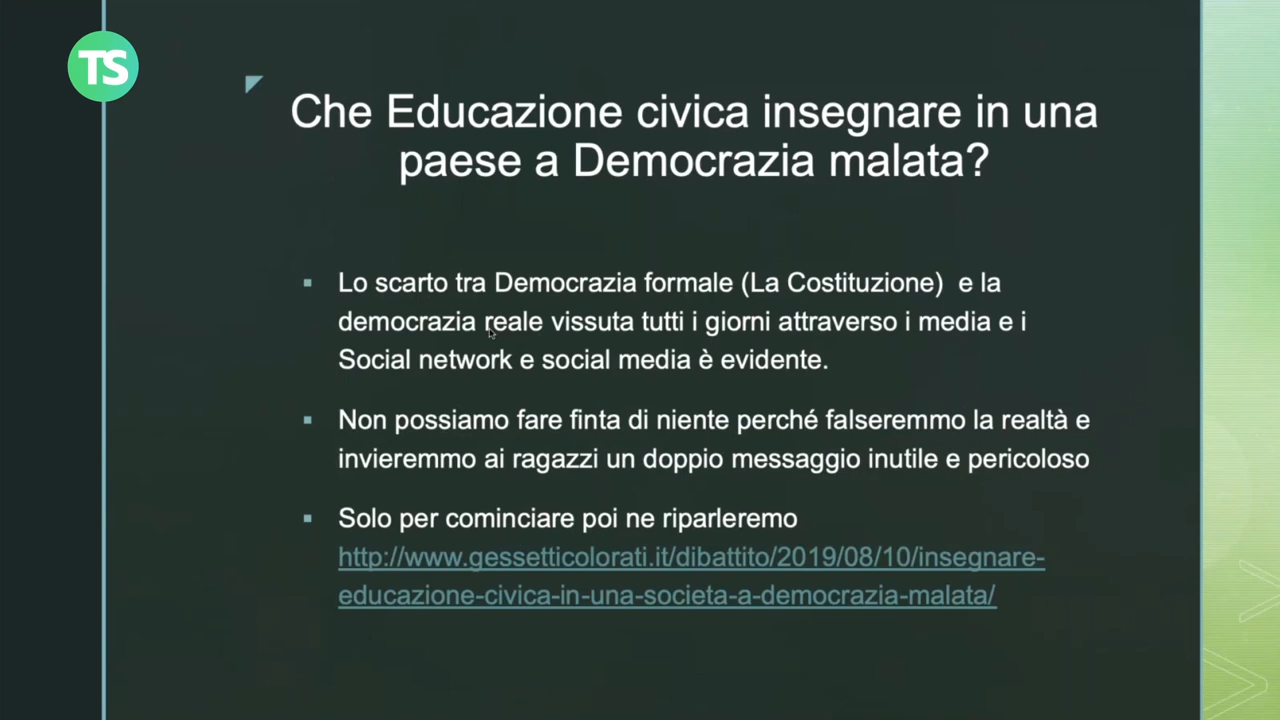 TS
Che Educazione civica insegnare in una
paese a Democrazia malata?
Lo scarto tra Democrazia formale (La Costituzione)  e la
democrazia reale vissuta tutti i giorni attraverso i media e i
Social network e social media è evidente.
Non possiamo fare finta di niente perché falseremmo la realtà e
invieremmo ai ragazzi un doppio messaggio inutile e pericoloso
Solo per cominciare poi ne riparleremo
http://www.gessetticolorati.it/dibattito/2019/08/10/insegnare-
educazione-civica-in-una-societa-a-democrazia-malata/